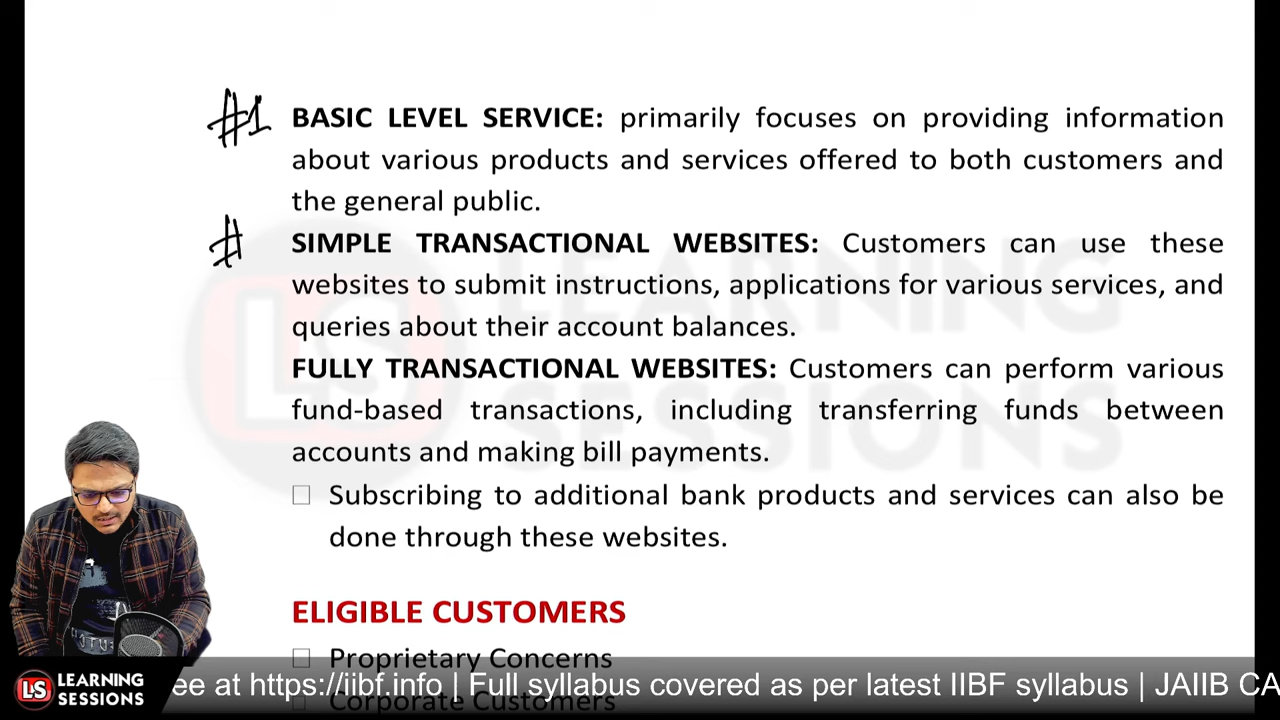 #1 BASIC LEVEL SERVICE: primarily focuses on providing information
about various products and services offered to both customers and
the general public.
# SIMPLE TRANSACTIONAL WEBSITES: Customers can use these
websites to submit instructions, applications for various services, and
queries about their account balances.
FULLY TRANSACTIONAL WEBSITES: Customers can perform various
fund-based transactions, including transferring funds between
accounts and making bill payments.
Subscribing to additional bank products and services can also be
done through these websites.
ELIGIBLE CUSTOMERS
Proprietary Concerns
Corporate Customers
LS LEARNING
SESSIONS
ee at https://iibf.info | Full syllabus covered as per latest IIBF syllabus | JAIIB CA
LS LEARNING
SESSIONS